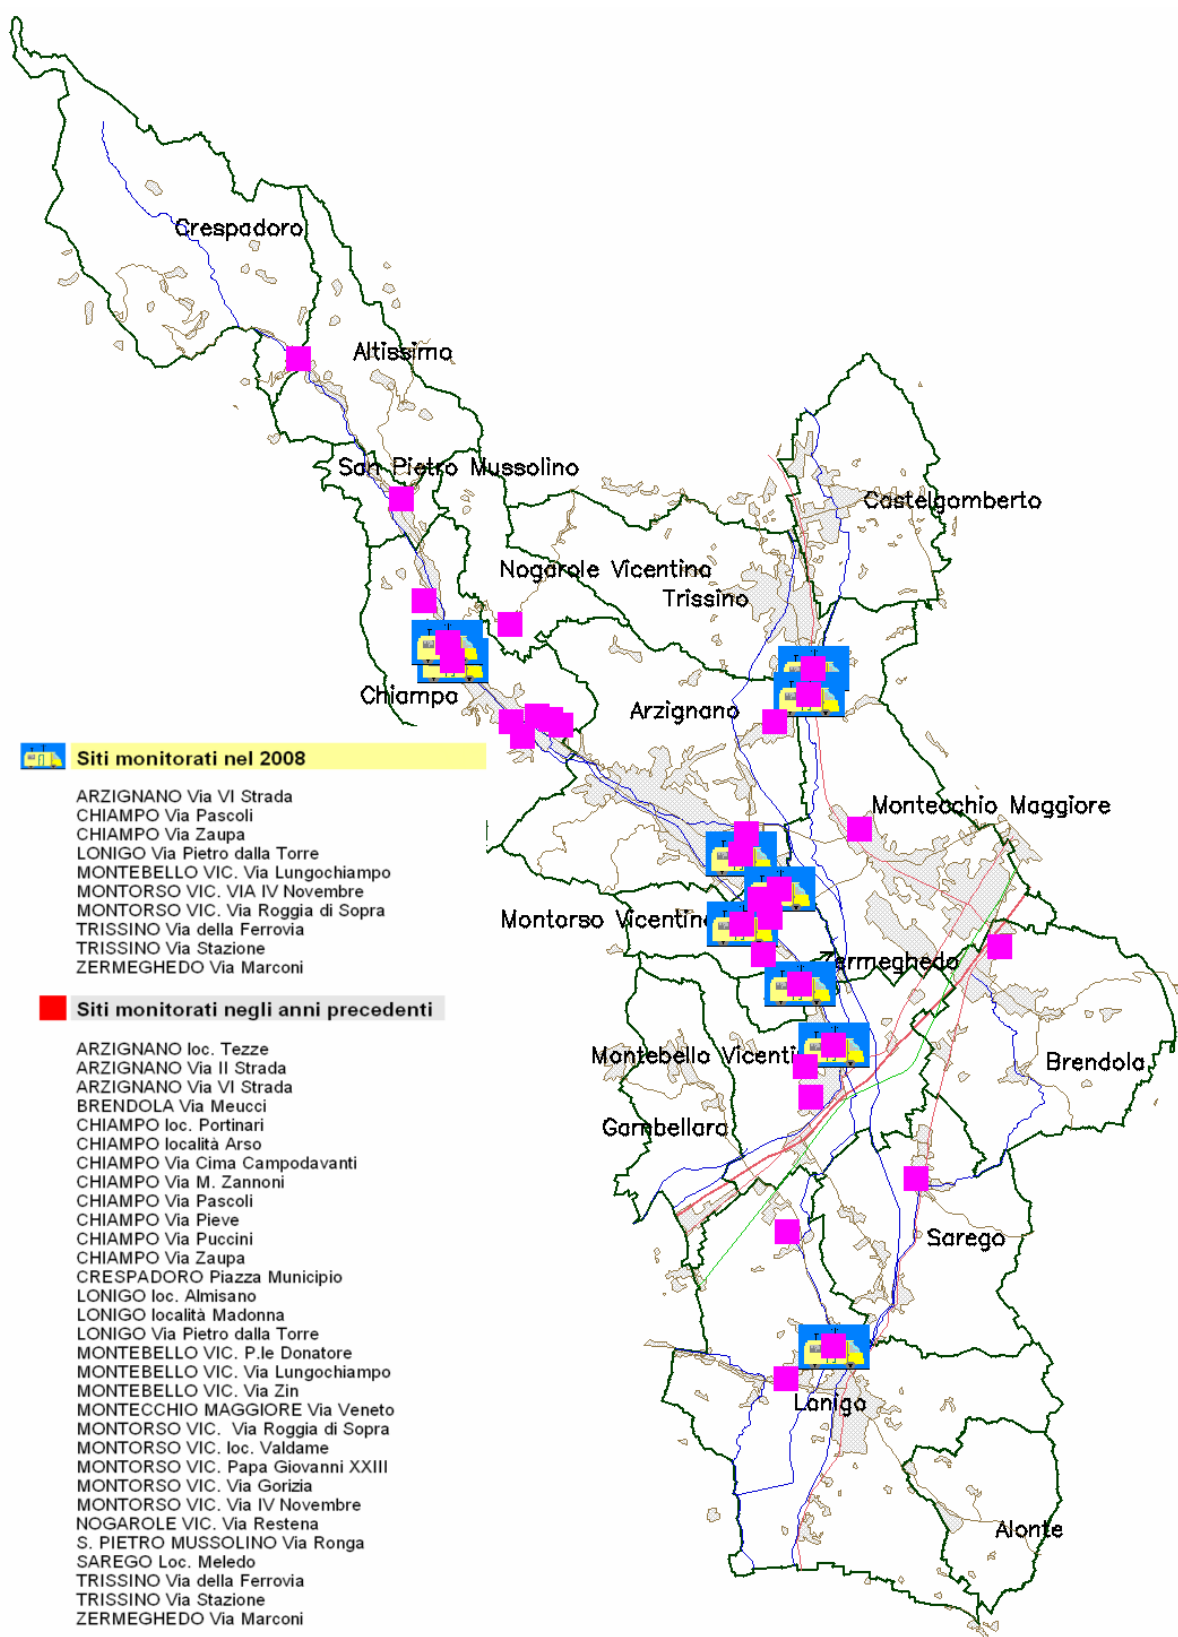 Crespadoro
Altissimo
San Pietro Mussolino
Castelgomberto
Nogarole Vicentino
Trissino
Chiampo
Arzignano
Siti monitorati nel 2008
ARZIGNANO Via VI Strada
CHIAMPO Via Pascoli
CHIAMPO Via Zaupa
LONIGO Via Pietro dalla Torre
MONTEBELLO VIC. Via Lungochiampo
MONTORSO VIC. VIA IV Novembre
MONTORSO VIC. Via Roggia di Sopra
TRISSINO Via della Ferrovia
TRISSINO Via Stazione
ZERMEGHEDO Via Marconi
Montecchio Maggiore
Montorso Vicentino
Zermeghedo
Montebello Vicenti
Brendola
Gambellara
Sarego
Lonigo
Alonte
Siti monitorati negli anni precedenti
ARZIGNANO loc. Tezze
ARZIGNANO Via II Strada
ARZIGNANO Via VI Strada
BRENDOLA Via Meucci
CHIAMPO loc. Portinari
CHIAMPO località Arso
CHIAMPO Via Cima Campodavanti
CHIAMPO Via M. Zannoni
CHIAMPO Via Pascoli
CHIAMPO Via Pieve
CHIAMPO Via Puccini
CHIAMPO Via Zaupa
CRESPADORO Piazza Municipio
LONIGO loc. Almisano
LONIGO località Madonna
LONIGO Via Pietro dalla Torre
MONTEBELLO VIC. P.le Donatore
MONTEBELLO VIC. Via Lungochiampo
MONTEBELLO VIC. Via Zin
MONTECCHIO MAGGIORE Via Veneto
MONTORSO VIC. Via Roggia di Sopra
MONTORSO VIC. loc. Valdame
MONTORSO VIC. Papa Giovanni XXIII
MONTORSO VIC. Via Gorizia
MONTORSO VIC. Via IV Novembre
NOGAROLE VIC. Via Restena
S. PIETRO MUSSOLINO Via Ronga
SAREGO Loc. Meledo
TRISSINO Via della Ferrovia
TRISSINO Via Stazione
ZERMEGHEDO Via Marconi